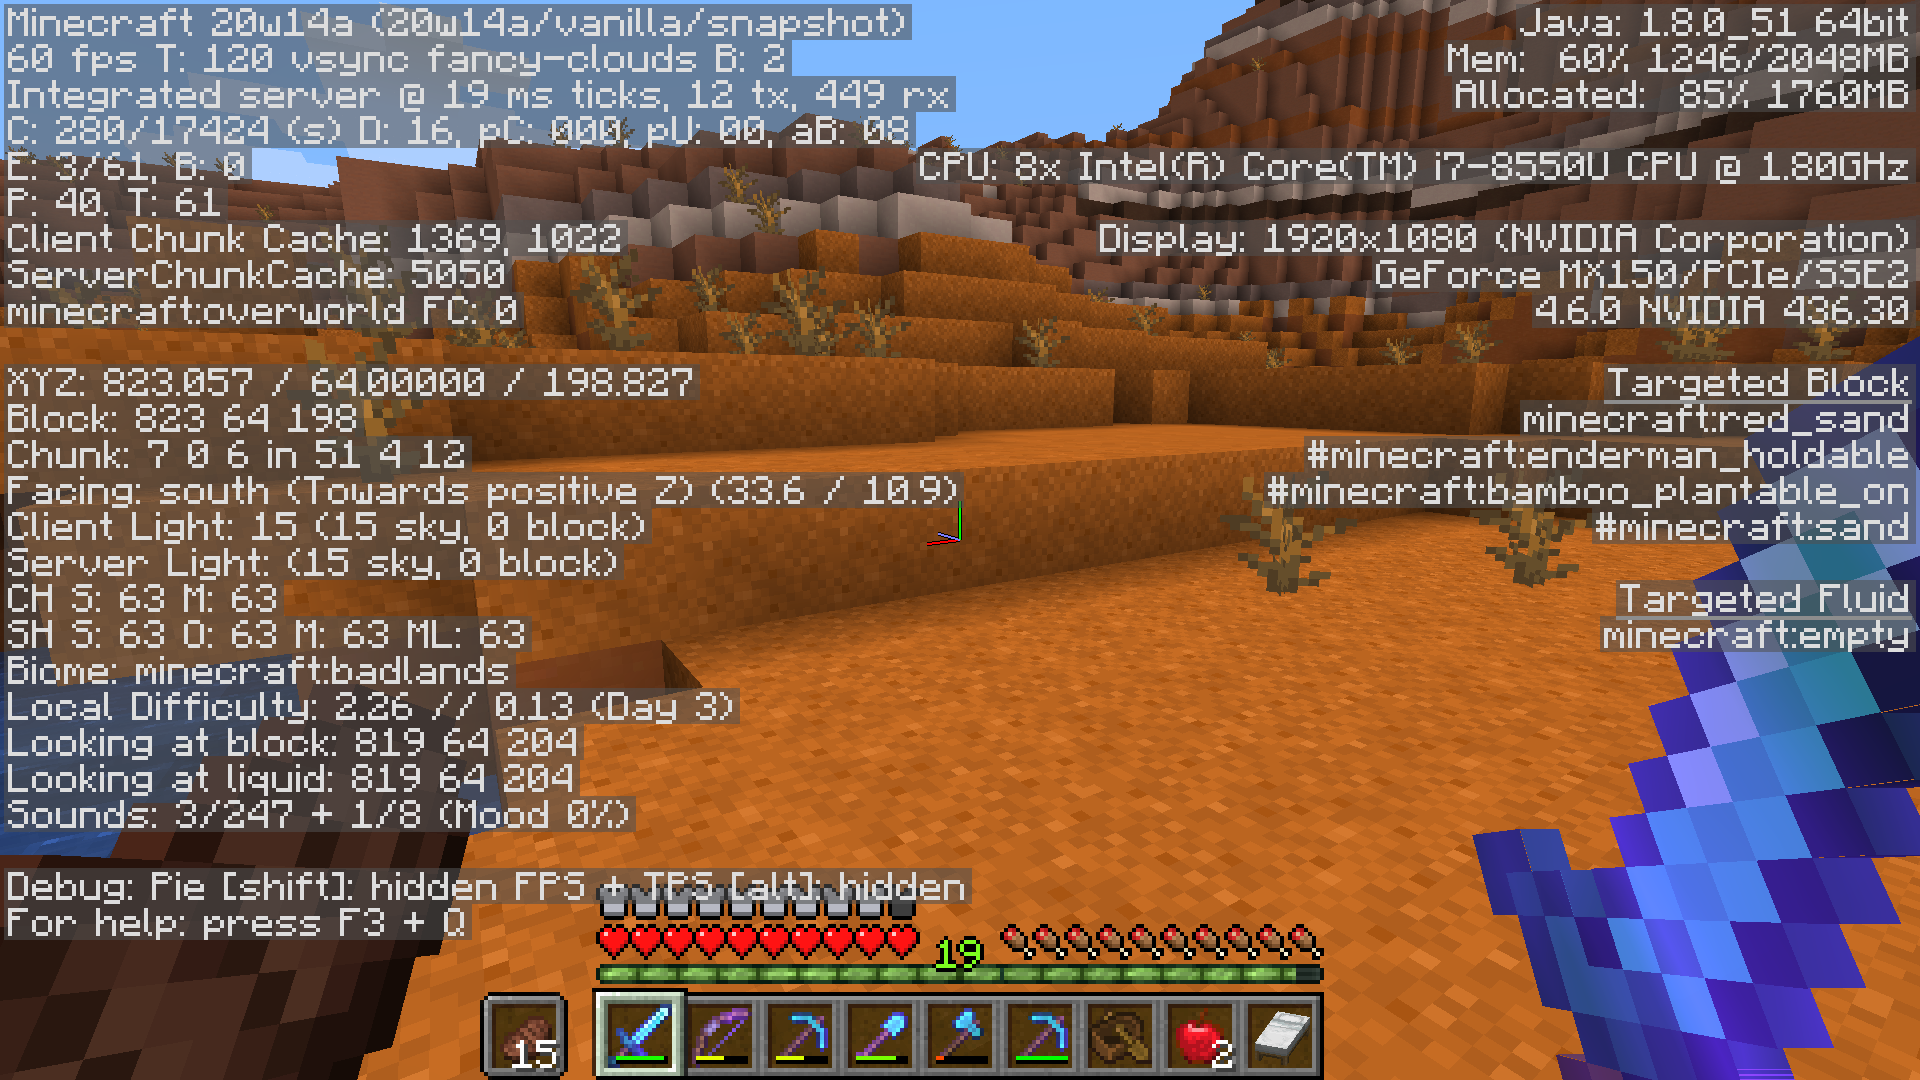 Minecraft 20w14a (20w14a/vanilla/snapshot)
60 fps T: 120 vsync fancy-clouds B: 2
Integrated server @ 19 ms ticks, 12 tx, 449 rx
C: 280/17424 (s) D: 16, pC: 000, pU: 00, aB: 08
E: 3/61, B: 0
P: 40. T: 61
Client Chunk Cache: 1369, 1022
ServerChunkCache: 5050
minecraft:overworld FC: 0
XYZ: 823.057 / 64.00000 / 198.827
Block: 823 64 198
Chunk: 7 0 6 in 51 4 12
Facing: south (Towards positive Z) (33.6 / 10.9)
Client Light: 15 (15 sky, 0 block)
Server Light: (15 sky, 0 block)
CH S: 63 M: 63
SH S: 63 O: 63 M: 63 ML: 63
Biome: minecraft:badlands
Local Difficulty: 2.26 // 0.13 (Day 3)
Looking at block: 819 64 204
Looking at liquid: 819 64 204
Sounds: 3/247 + 1/8 (Mood 0%)
Debug: Pie [shift]: hidden FPS + TPS [alt]: hidden
For help: press F3 + Q
Java: 1.8.0_51 64bit
Mem: 60% 1246/2048MB
Allocated: 85% 1760MB
CPU: 8x Intel(R) Core(TM) i7-8550U CPU @ 1.80GHz
Display: 1920x1080 (NVIDIA Corporation)
GeForce MX150/PCIe/SSE2
4.6.0 NVIDIA 436.30
Targeted Block
minecraft:red_sand
#minecraft:enderman_holdable
#minecraft:bamboo_plantable_on
#minecraft:sand
Targeted Fluid
minecraft:empty
19
15
2